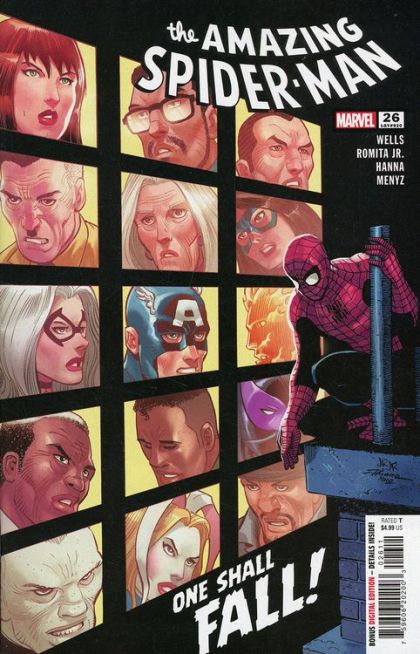 the AMAZING
SPIDER-MAN
MARVEL 26
LGY#920
WELLS
ROMITA JR.
HANNA
MENYZ
ONE SHALL
FALL!
RATED T
$4.99 US
BONUS DIGITAL EDITION – DETAILS INSIDE!
02611